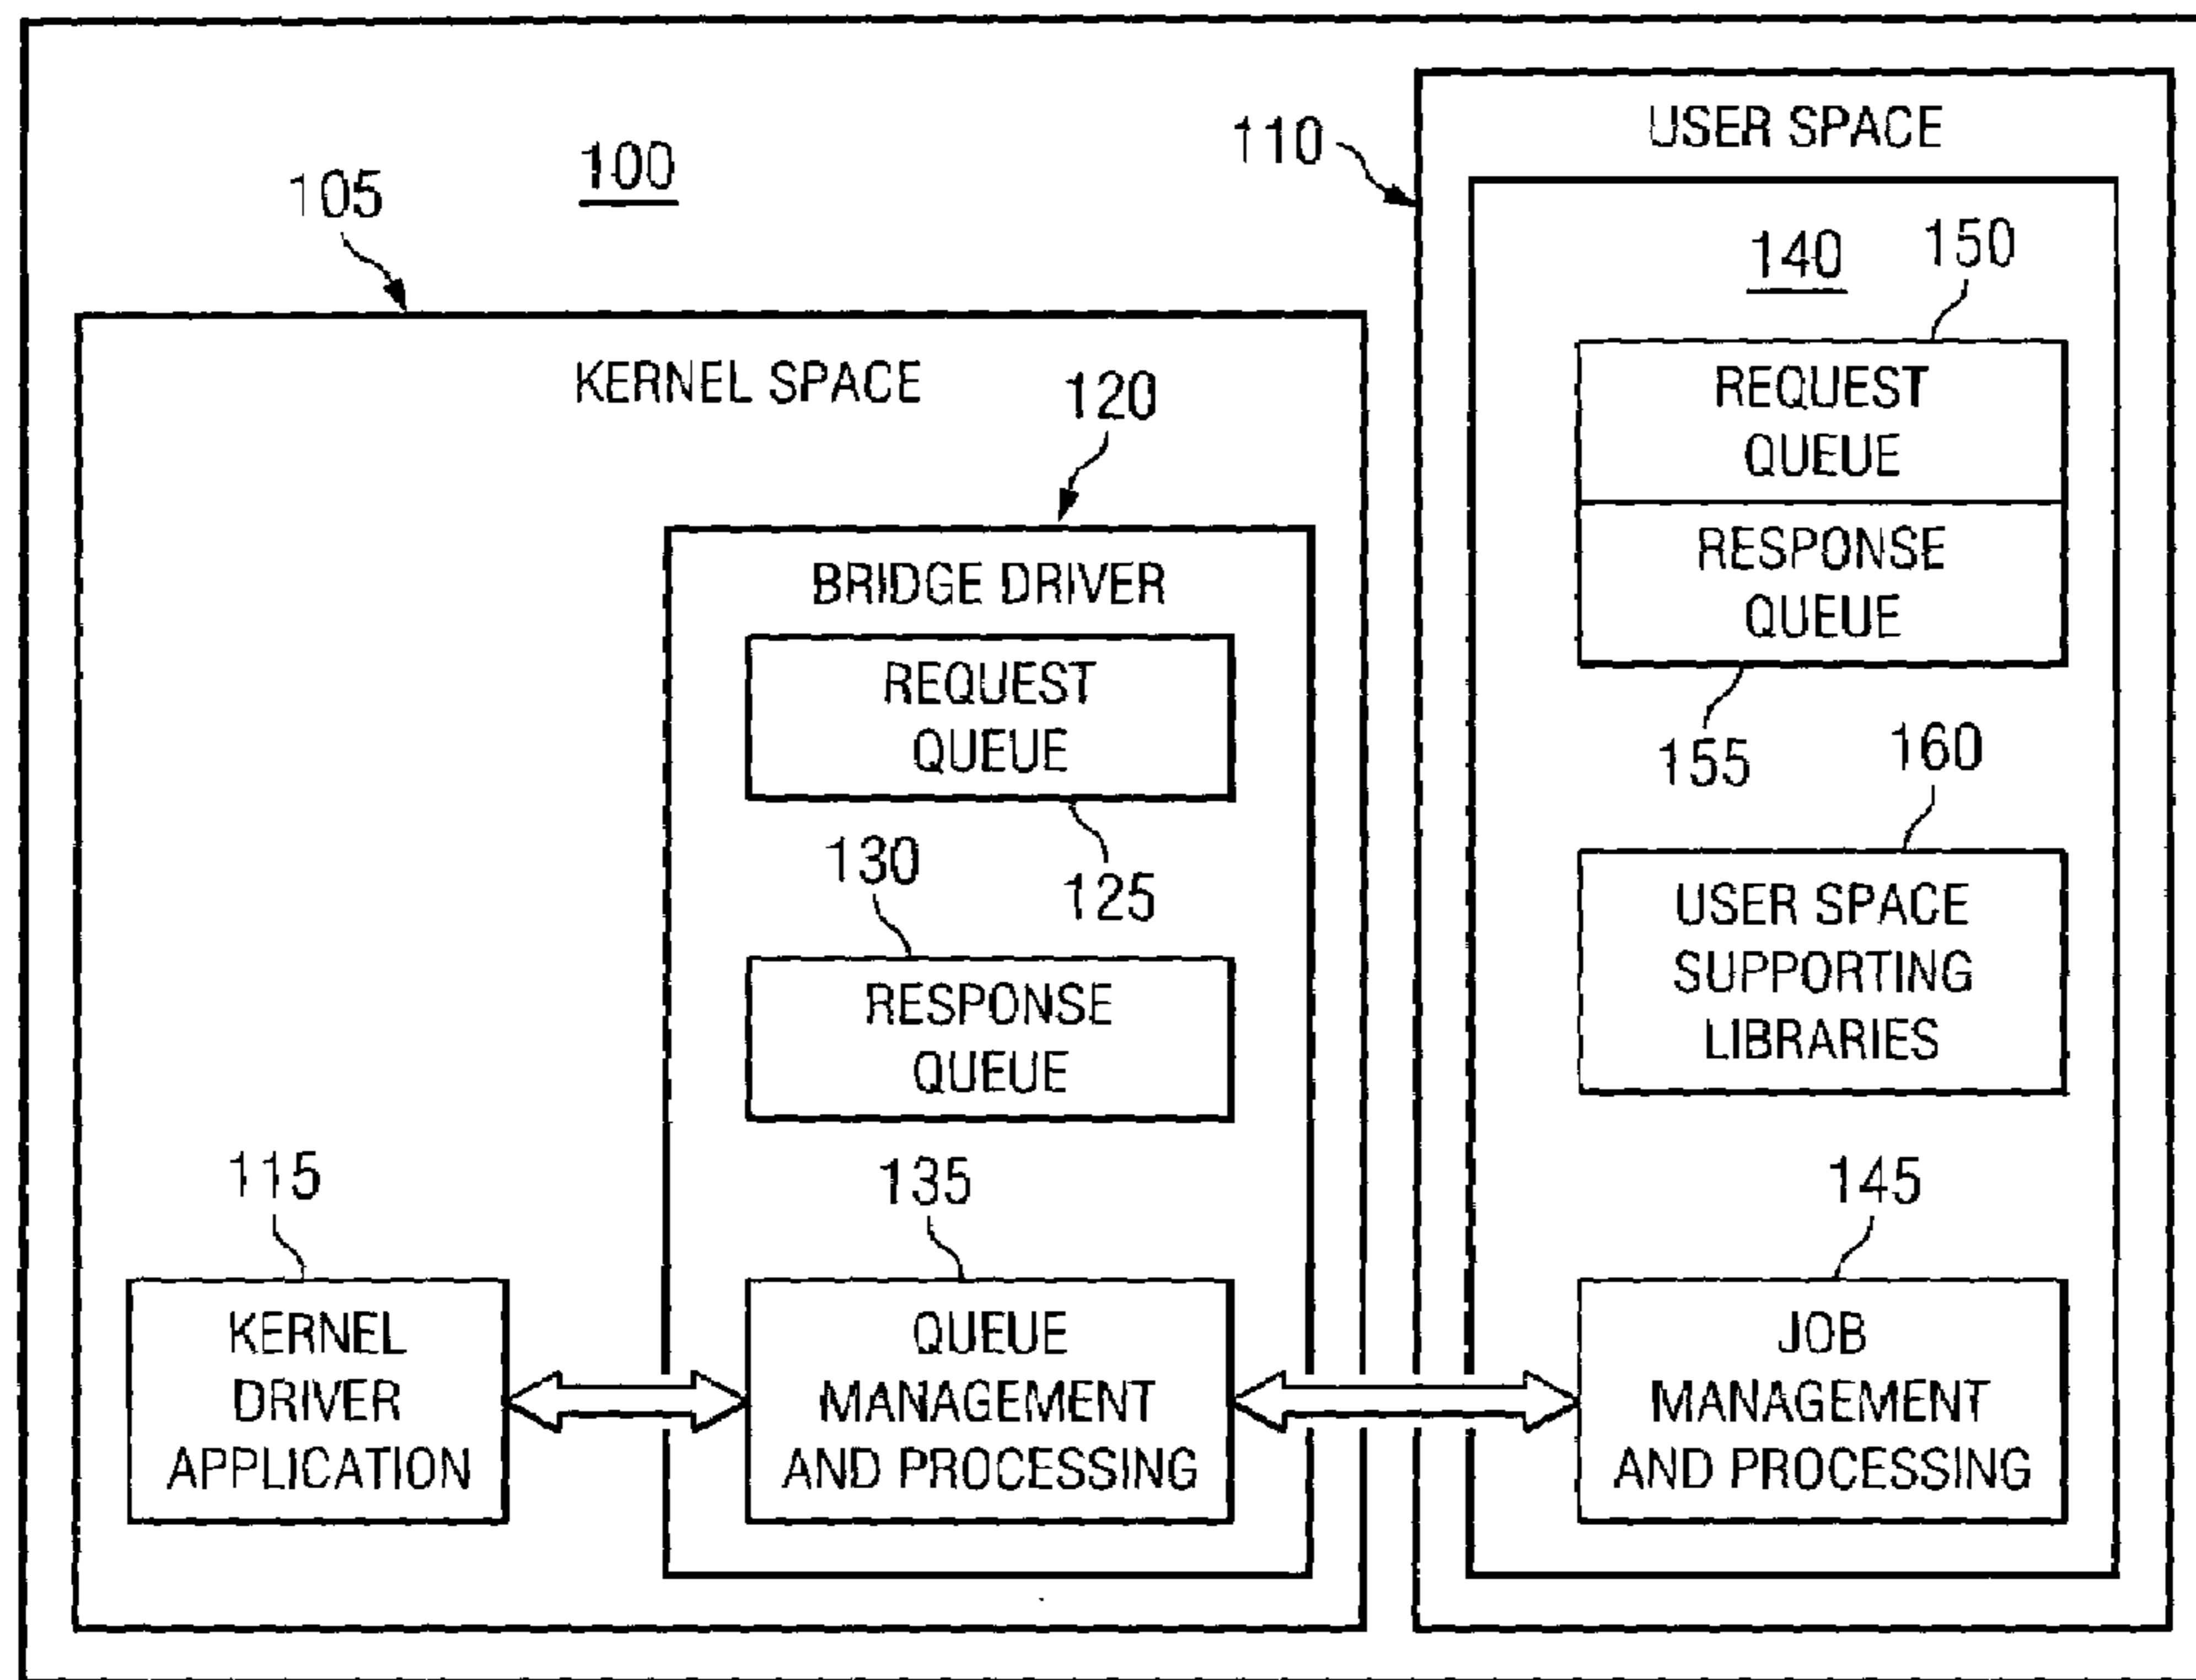 100
105
KERNEL SPACE
120
BRIDGE DRIVER
REQUEST
QUEUE
125
130
RESPONSE
QUEUE
115
KERNEL
DRIVER
APPLICATION
135
QUEUE
MANAGEMENT
AND PROCESSING
110
USER SPACE
140
150
REQUEST
QUEUE
RESPONSE
QUEUE
155
160
USER SPACE
SUPPORTING
LIBRARIES
145
JOB
MANAGEMENT
AND PROCESSING